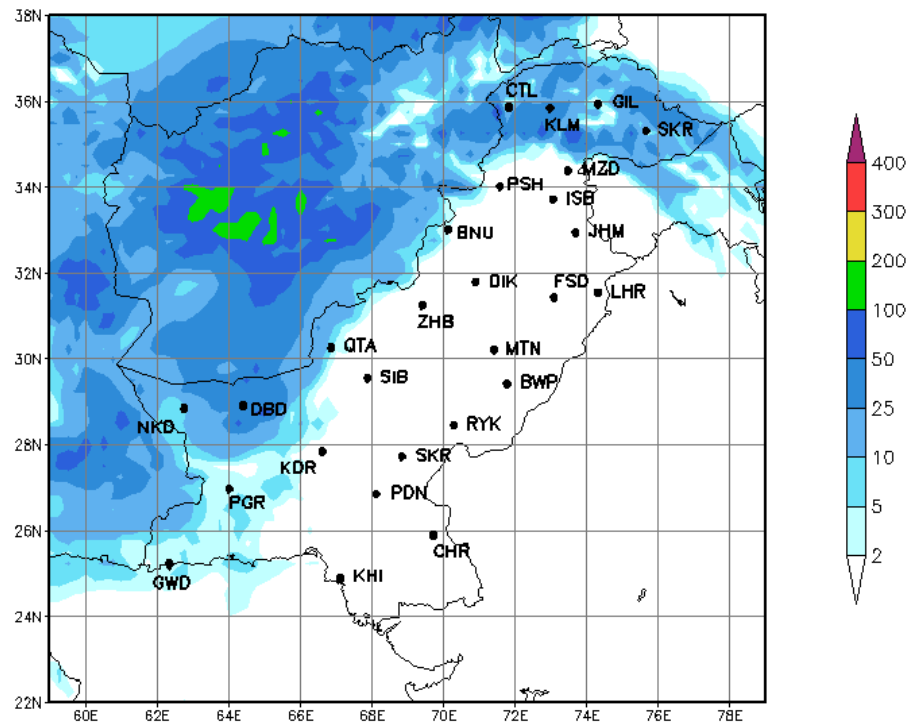 38N
36N
CTL
GIL
KLM
SKR
400
34N
MZD
PSH
ISB
300
BNU
JHM
32N
DIK
FSD
LHR
200
ZHB
100
30N
QTA
MTN
50
SIB
BWP
DBD
25
NKD
RYK
28N
KDR
SKR
10
PGR
PDN
5
26N
CHR
2
GWD
KHI
24N
22N
60E 62E 64E 66E 68E 70E 72E 74E 76E 78E